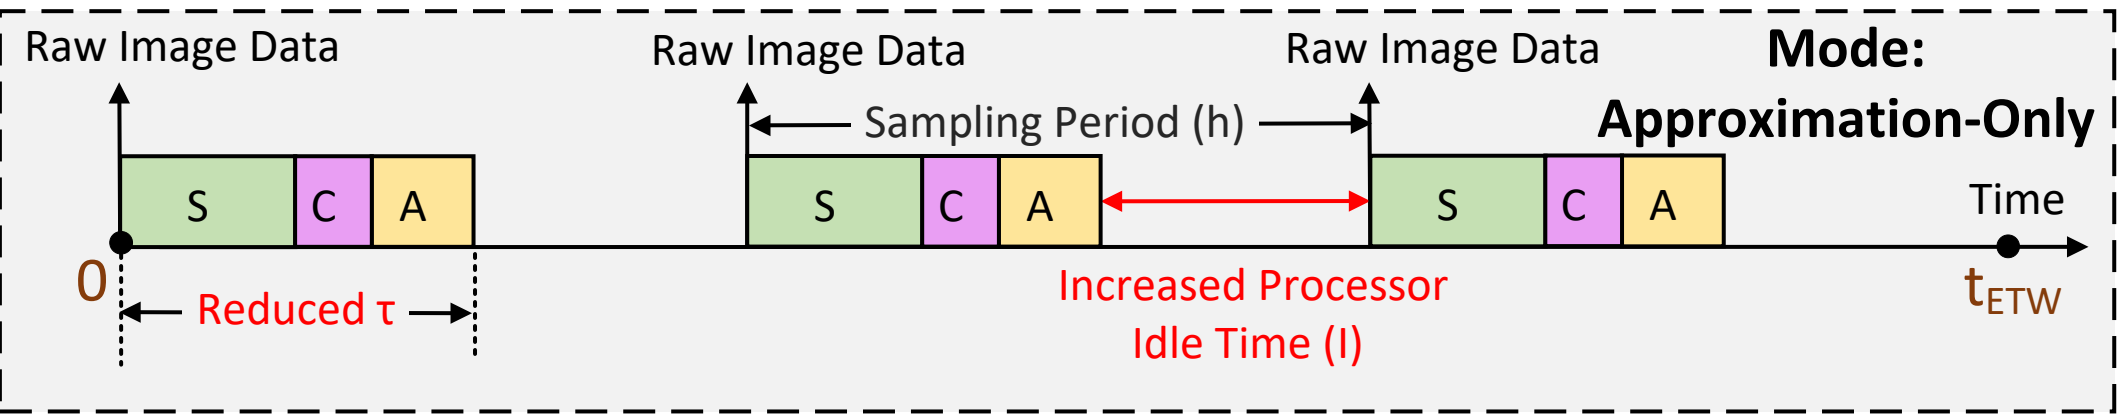 Raw Image Data
Raw Image Data
Raw Image Data
Mode:
Approximation-Only
Sampling Period (h)
S
C
A
S
C
A
S
C
A
Time
0
Reduced τ
Increased Processor
Idle Time (I)
tETW